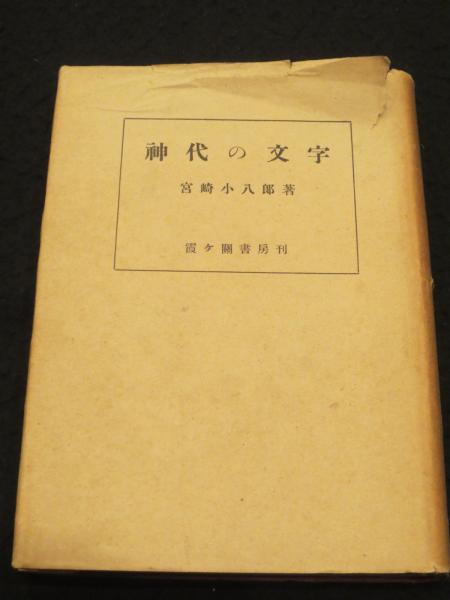 神代の文字
宮崎小八郎著
霞ケ關書房刊